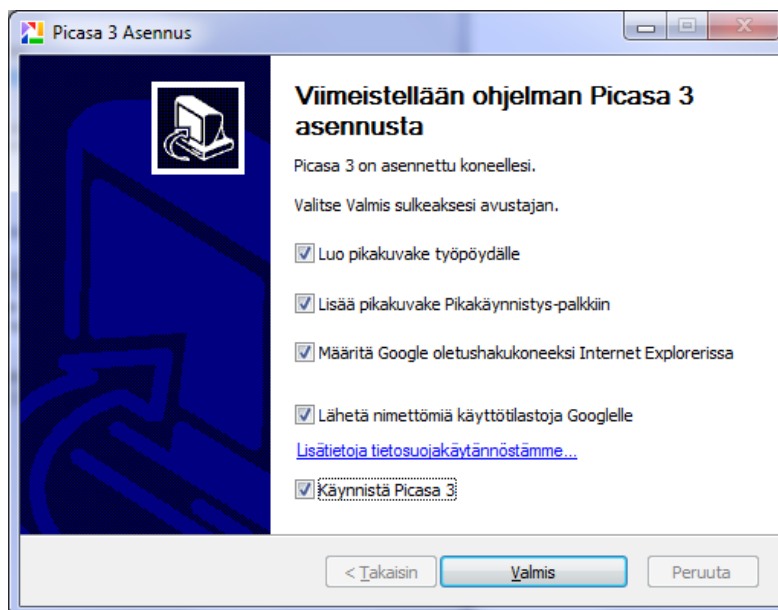 Picasa 3 Asennus
Viimeistellään ohjelman Picasa 3
asennusta
Picasa 3 on asennettu koneellesi.
Valitse Valmis sulkeaksesi avustajan.
Luo pikakuvake työpöydälle
Lisää pikakuvake Pikakäynnistys-palkkiin
Määritä Google oletushakukoneeksi Internet Explorerissa
Lähetä nimettömiä käyttötilastoja Googlelle
Lisätietoja tietosuojakäytännöstämme...
Käynnistä Picasa 3
< Takaisin
Valmis
Peruuta